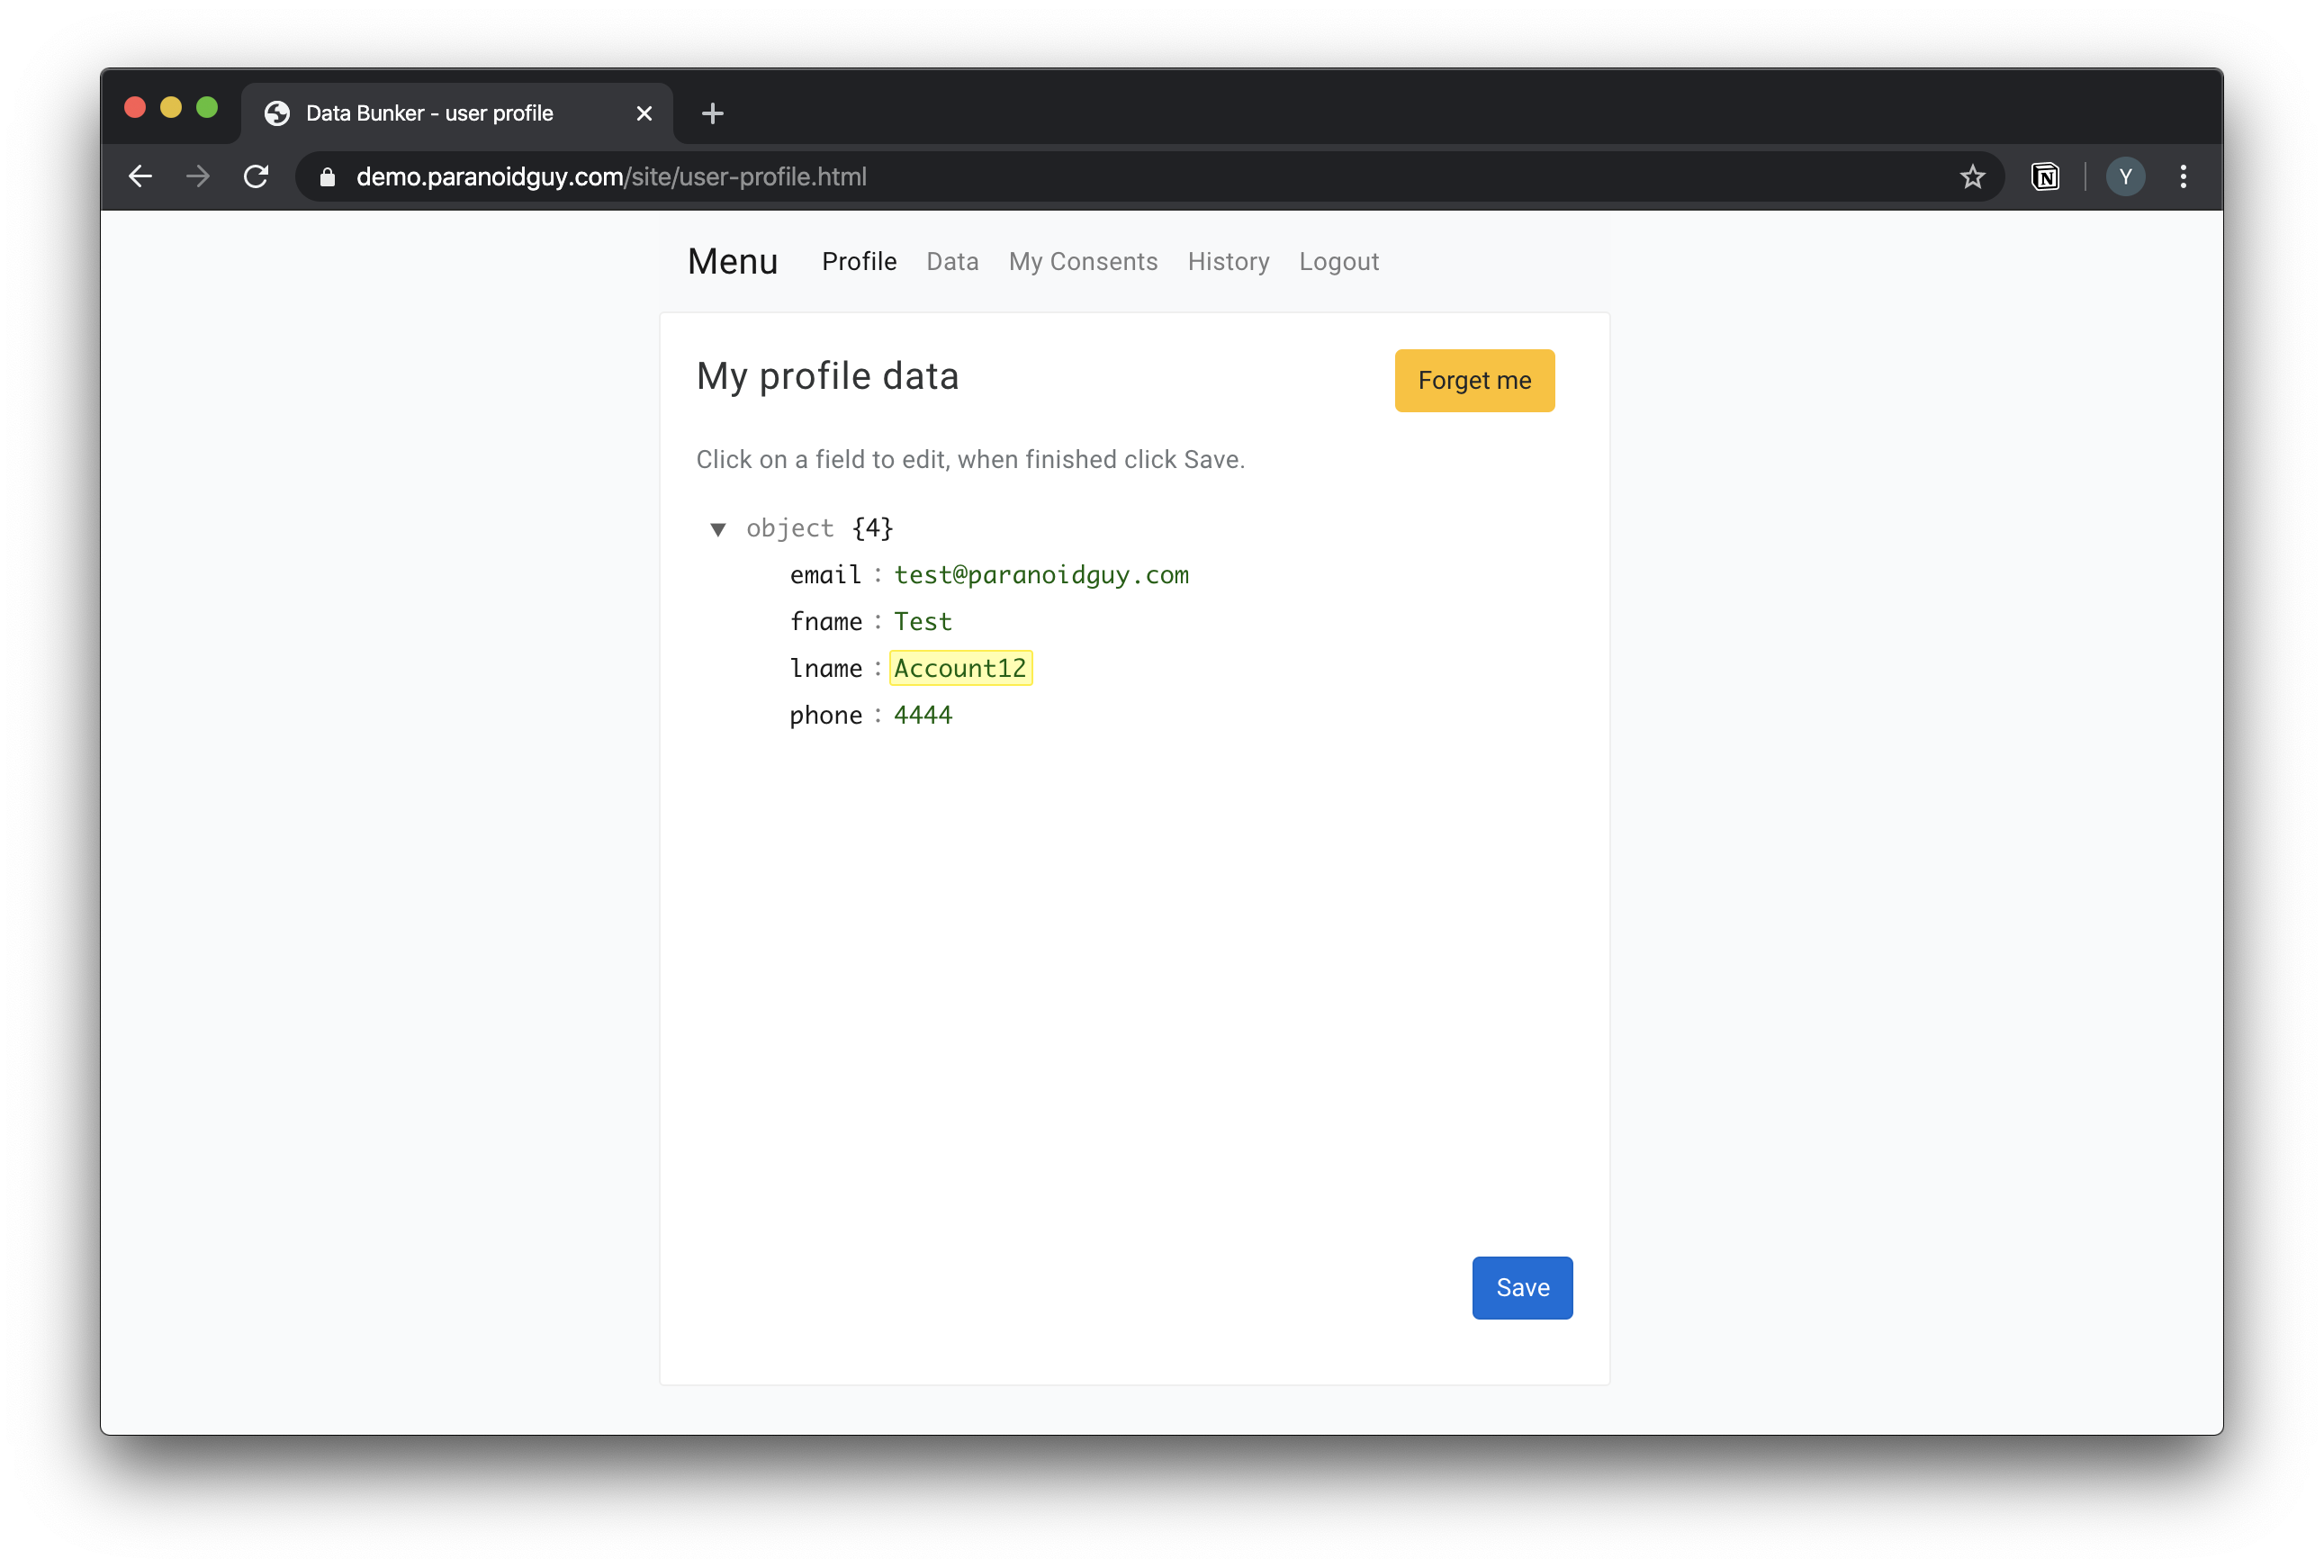 Data Bunker - user profile
demo.paranoidguy.com/site/user-profile.html
N
Y
Menu Profile Data My Consents History Logout
My profile data
Forget me
Click on a field to edit, when finished click Save.
object {4}
email : test@paranoidguy.com
fname : Test
lname : Account12
phone : 4444
Save